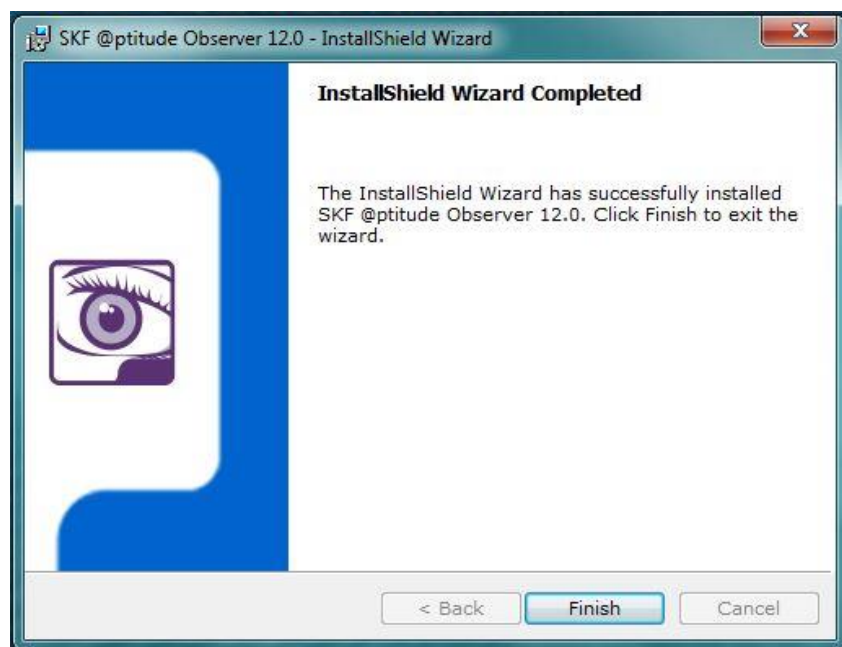 SKF @ptitude Observer 12.0 - InstallShield Wizard
InstallShield Wizard Completed
The InstallShield Wizard has successfully installed
SKF @ptitude Observer 12.0. Click Finish to exit the
wizard.
< Back Finish Cancel